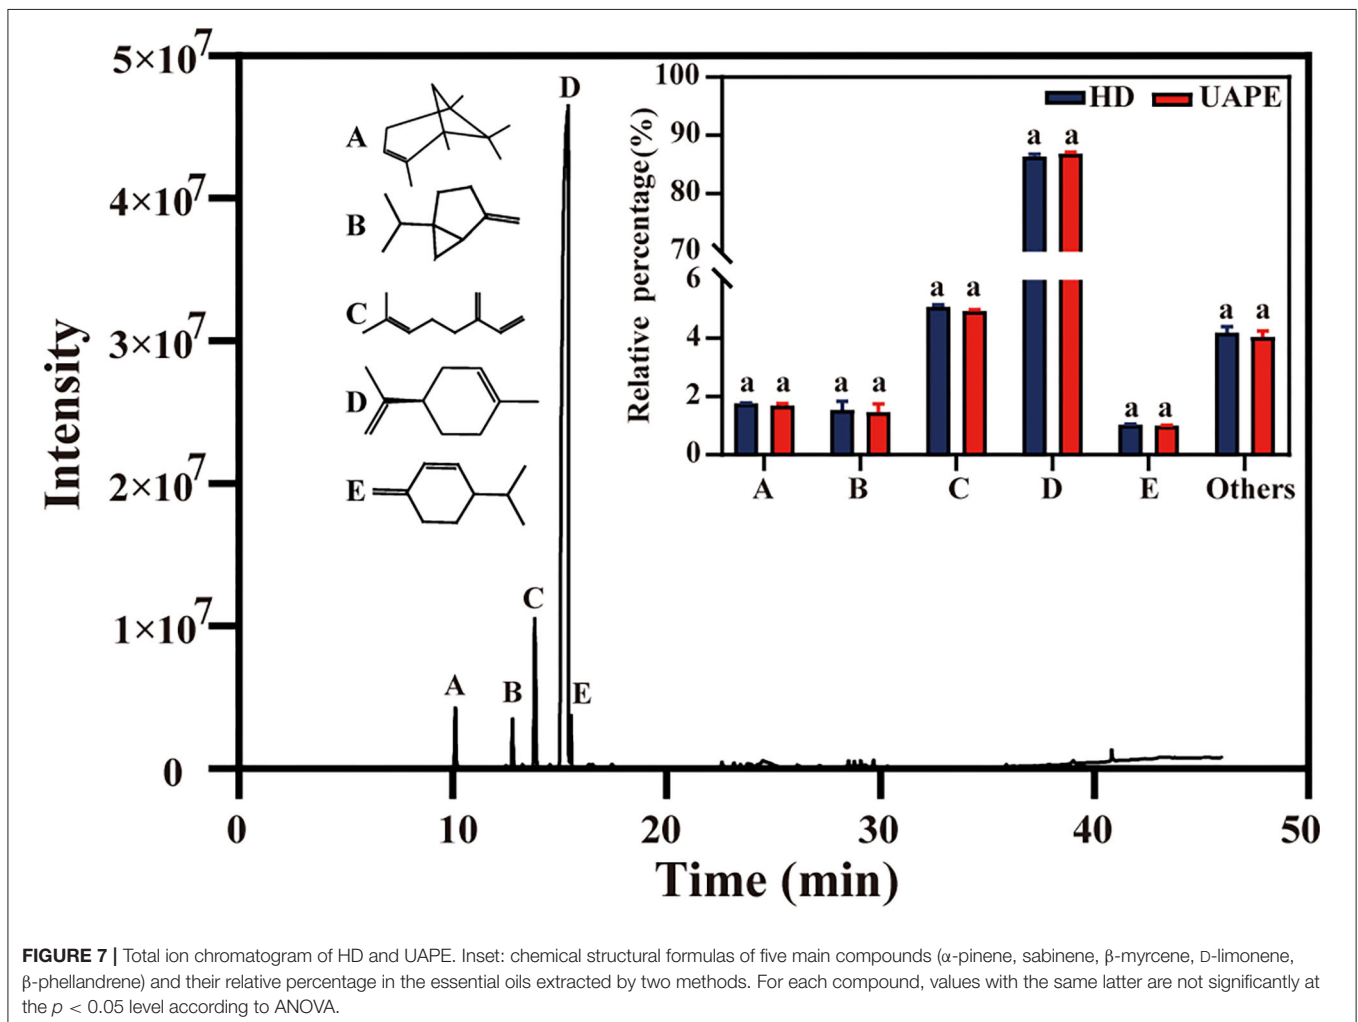 5×10^7
4×10^7
3×10^7
2×10^7
1×10^7
0
Intensity
0 10 20 30 40 50
Time (min)
A
B
C
D
E
A B C D E
100
90
80
70
6
4
2
0
Relative percentage(%)
HD UAPE
a a a a a a a a a a a a
A B C D E Others
FIGURE 7 | Total ion chromatogram of HD and UAPE. Inset: chemical structural formulas of five main compounds (α-pinene, sabinene, β-myrcene, D-limonene,
β-phellandrene) and their relative percentage in the essential oils extracted by two methods. For each compound, values with the same latter are not significantly at
the p < 0.05 level according to ANOVA.